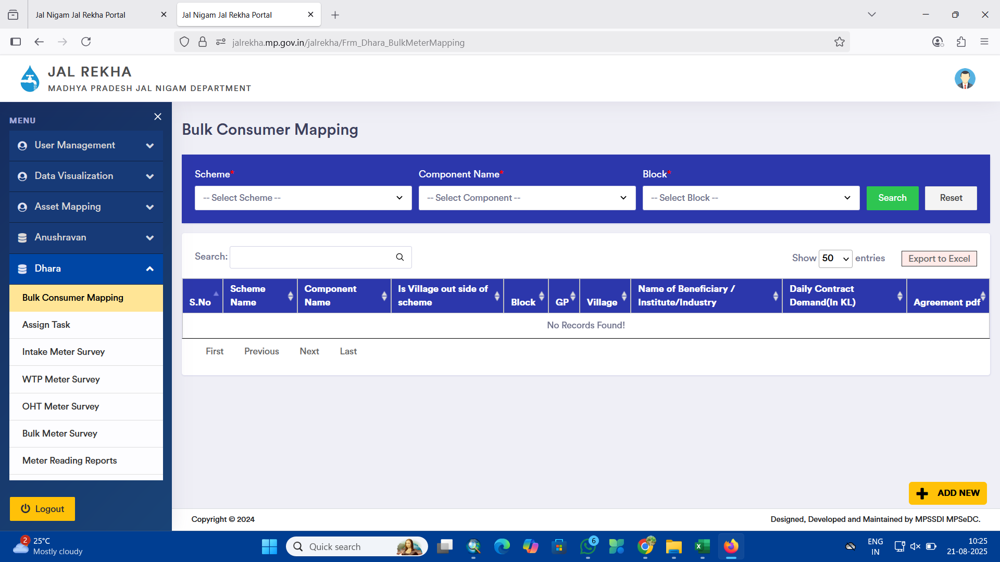 Jal Nigam Jal Rekha Portal
Jal Nigam Jal Rekha Portal
jalrekha.mp.gov.in/jalrekha/Frm_Dhara_BulkMeterMapping
JAL REKHA
MADHYA PRADESH JAL NIGAM DEPARTMENT
MENU
User Management
Data Visualization
Asset Mapping
Anushravan
Dhara
Bulk Consumer Mapping
Assign Task
Intake Meter Survey
WTP Meter Survey
OHT Meter Survey
Bulk Meter Survey
Meter Reading Reports
Logout
Bulk Consumer Mapping
Scheme* Component Name* Block*
-- Select Scheme -- -- Select Component -- -- Select Block -- Search Reset
Search: Show 50 entries Export to Excel
S.No Scheme Name Component Name Is Village out side of scheme Block GP Village Name of Beneficiary / Institute/Industry Daily Contract Demand(In KL) Agreement pdf
No Records Found!
First Previous Next Last
ADD NEW
Copyright © 2024 Designed, Developed and Maintained by MPSSDI MPSeDC.
2 25°C
Mostly cloudy
Quick search
6
ENG
IN
10:25
21-08-2025